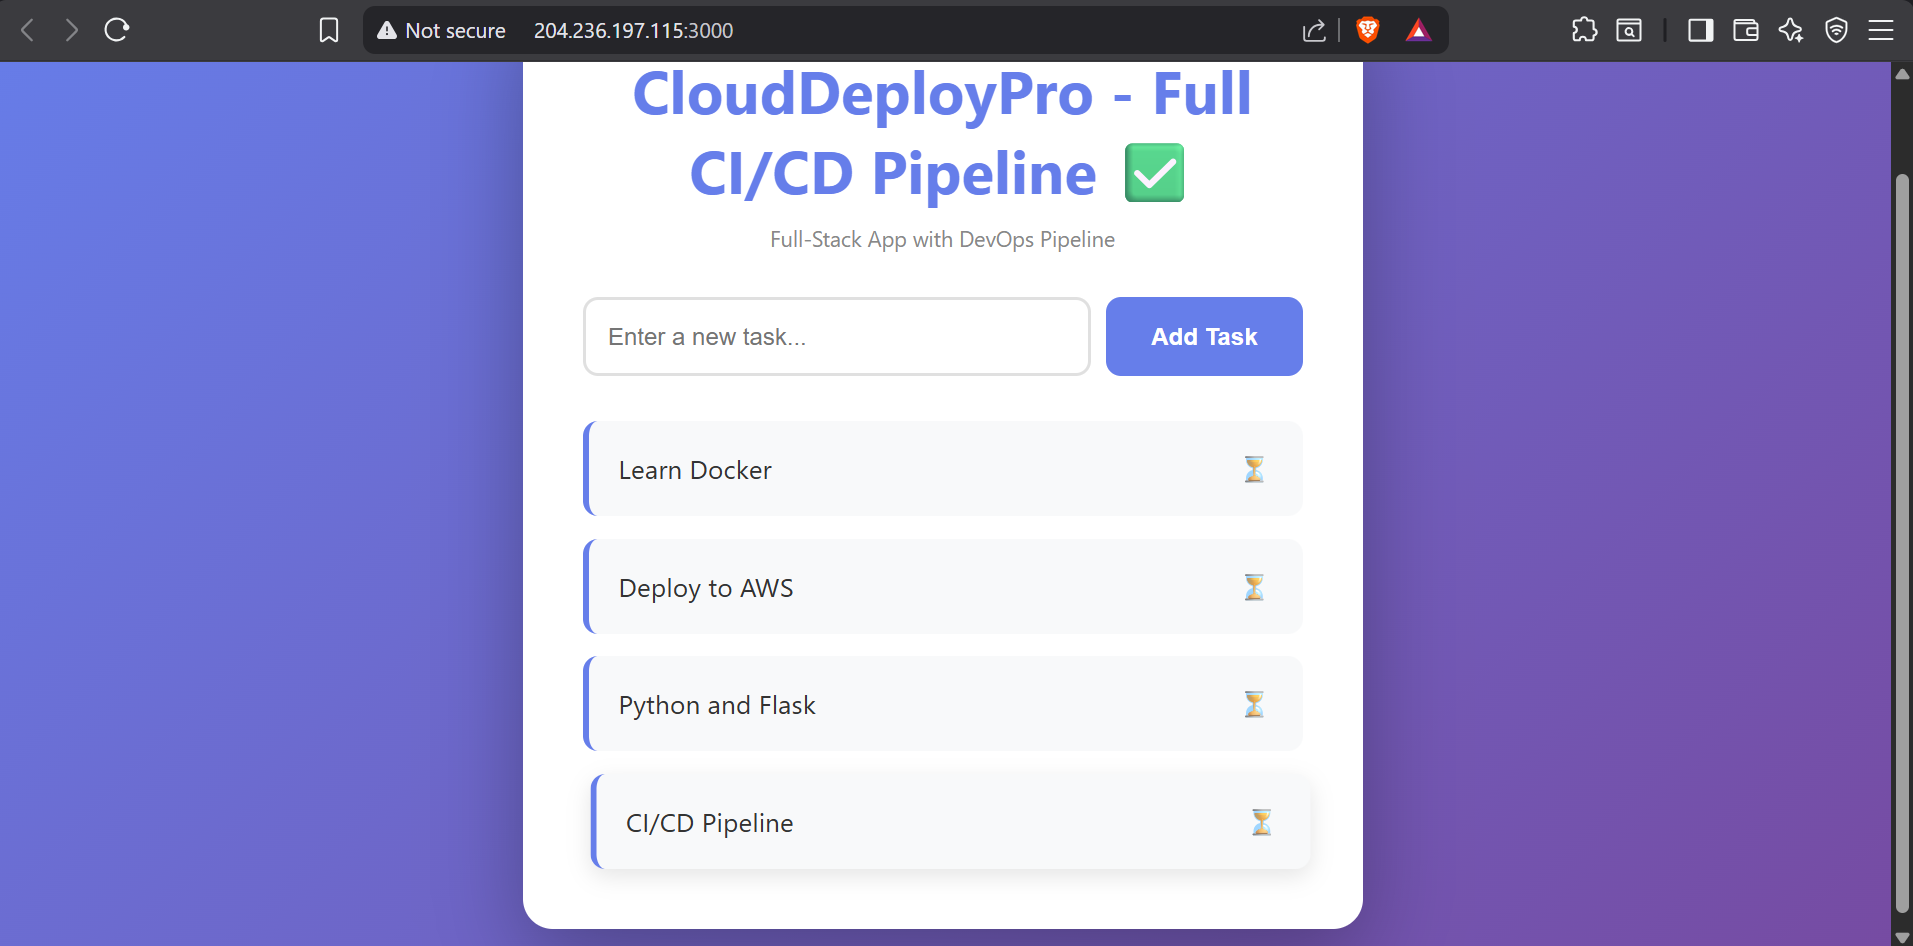 Not secure 204.236.197.115:3000
CloudDeployPro - Full
CI/CD Pipeline ✅
Full-Stack App with DevOps Pipeline
Enter a new task...
Add Task
Learn Docker ⏳
Deploy to AWS ⏳
Python and Flask ⏳
CI/CD Pipeline ⏳